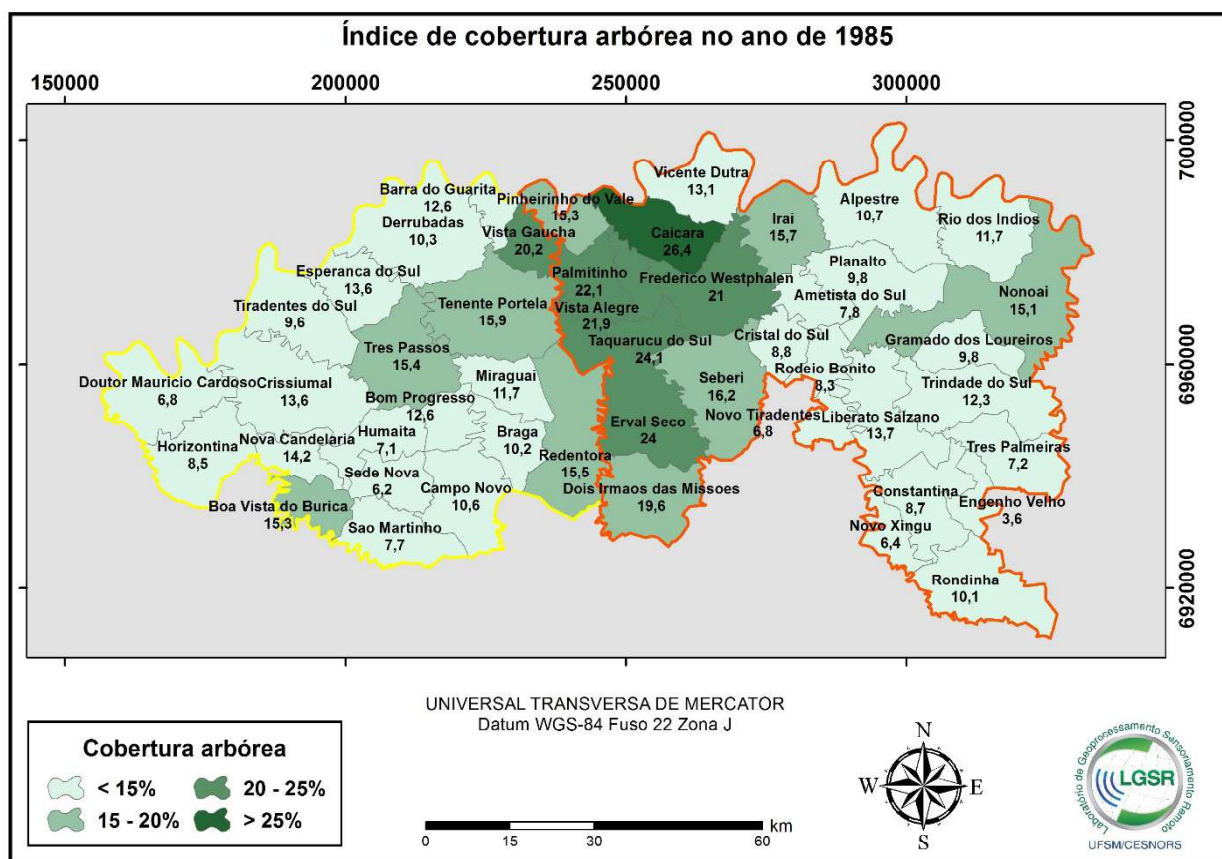 Índice de cobertura arbórea no ano de 1985
150000 200000 250000 300000
7000000
6960000
6920000
Vicente Dutra
13,1
Barra do Guarita
12,6
Derrubadas
10,3
Pinheirinho do Vale
15,3
Vista Gaucha
20,2
Caicara
26,4
Irai
15,7
Alpestre
10,7
Rio dos Indios
11,7
Esperanca do Sul
13,6
Tiradentes do Sul
9,6
Tenente Portela
15,9
Palmitinho
22,1
Vista Alegre
21,9
Frederico Westphalen
21
Planalto
9,8
Ametista do Sul
7,8
Nonoai
15,1
Tres Passos
15,4
Taquarucu do Sul
24,1
Cristal do Sul
8,8
Rodeio Bonito
8,3
Gramado dos Loureiros
9,8
Doutor Mauricio Cardoso
6,8
Crissiumal
13,6
Miraguai
11,7
Seberi
16,2
Trindade do Sul
12,3
Bom Progresso
12,6
Novo Tiradentes
6,8
Liberato Salzano
13,7
Horizontina
8,5
Nova Candelaria
14,2
Humaita
7,1
Braga
10,2
Erval Seco
24
Tres Palmeiras
7,2
Redentora
15,5
Sede Nova
6,2
Campo Novo
10,6
Dois Irmaos das Missoes
19,6
Constantina
8,7
Engenho Velho
3,6
Boa Vista do Burica
15,3
Sao Martinho
7,7
Novo Xingu
6,4
Rondinha
10,1
UNIVERSAL TRANSVERSA DE MERCATOR
Datum WGS-84 Fuso 22 Zona J
Cobertura arbórea
< 15%
20 - 25%
15 - 20%
> 25%
km
0 15 30 60
N
W E
S
Laboratório de Geoprocessamento Sensoriamento Remoto
LGSR
UFSM/CESNORS